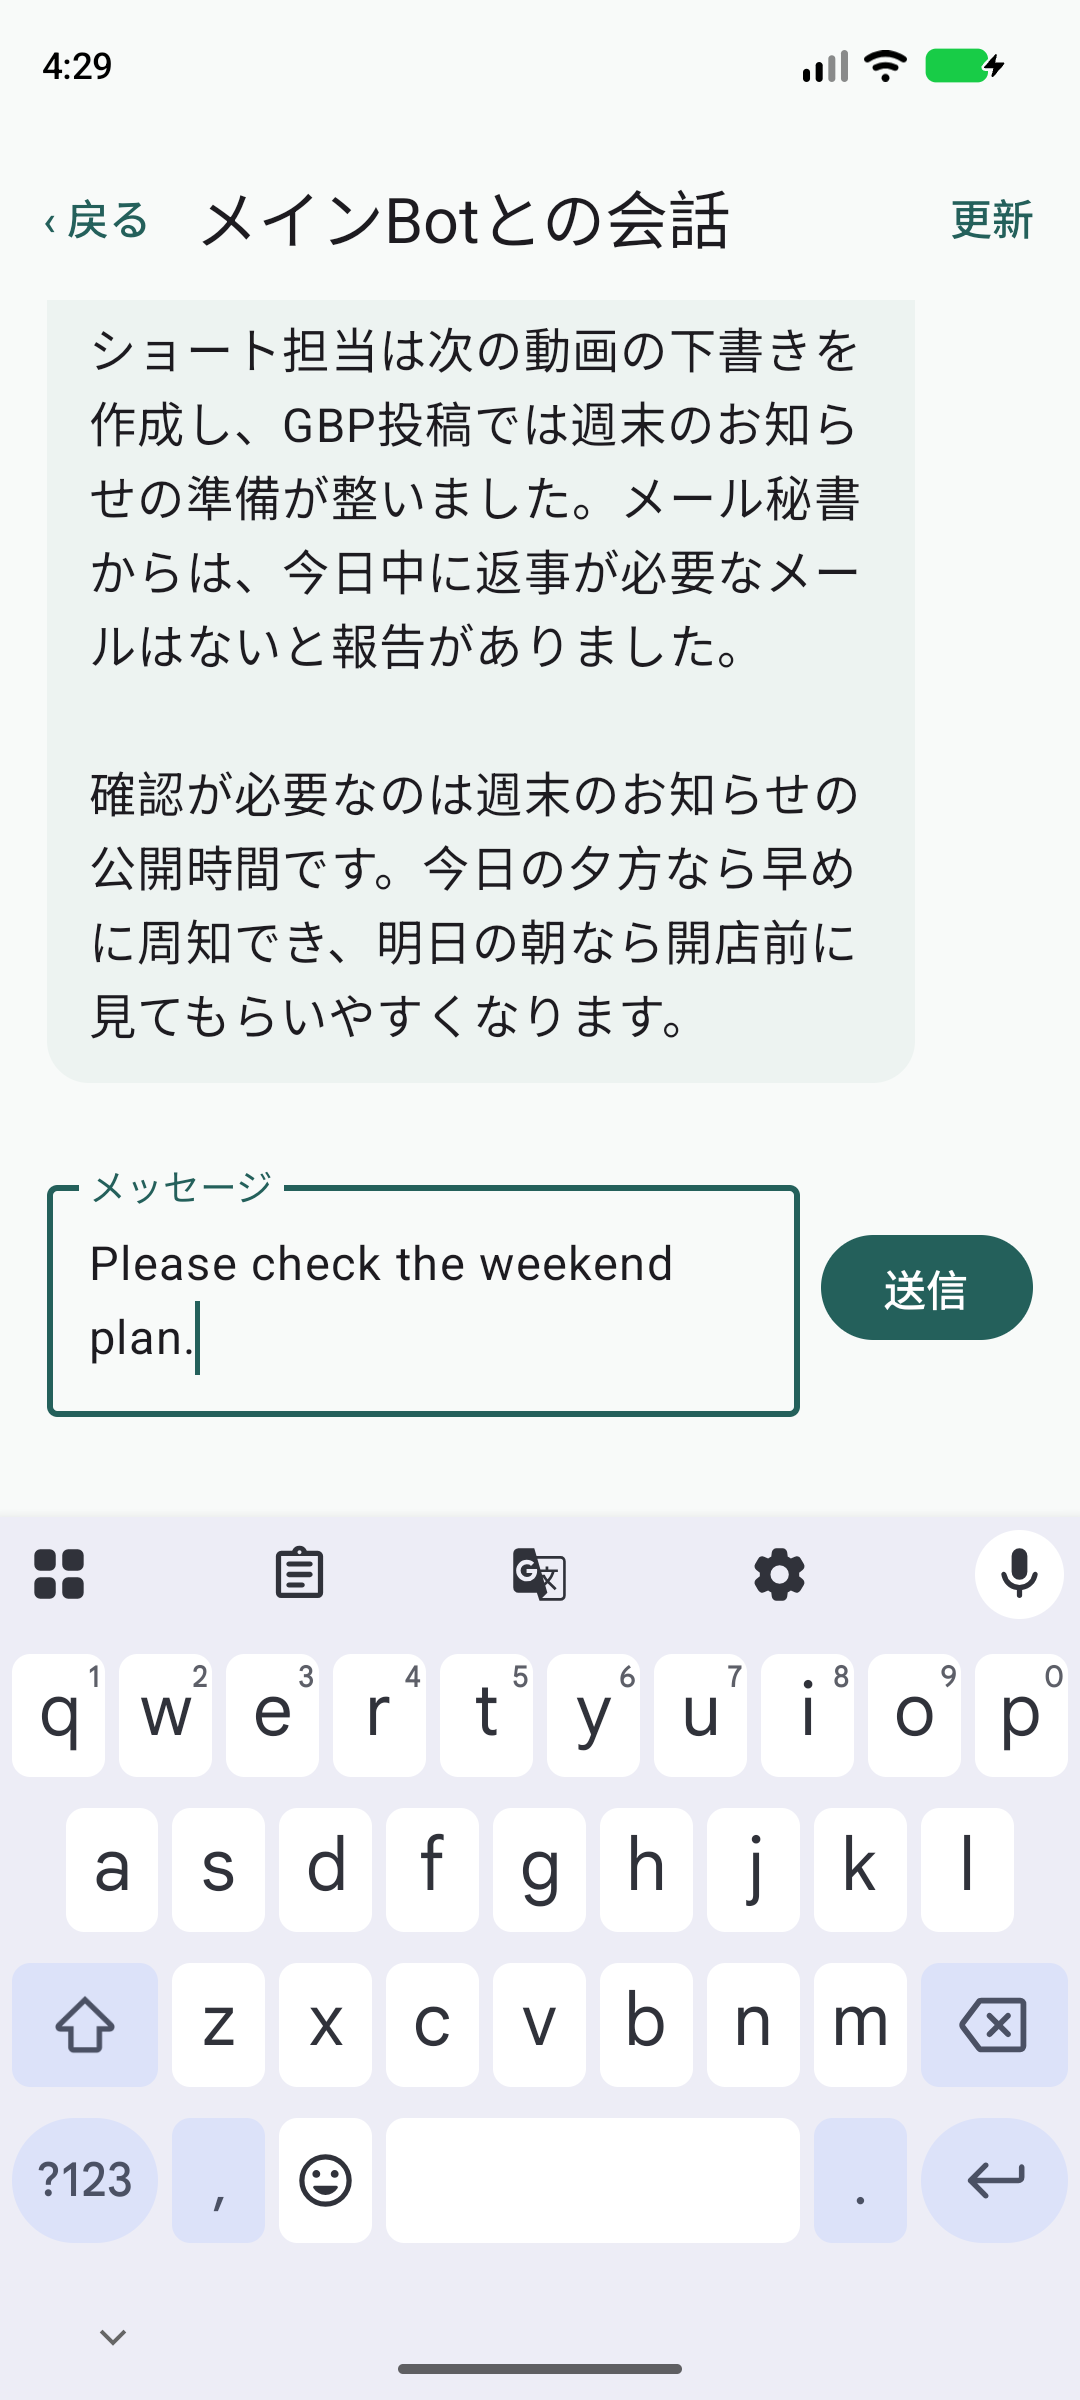 4:29
‹ 戻る メインBotとの会話 更新
ショート担当は次の動画の下書きを
作成し、GBP投稿では週末のお知ら
せの準備が整いました。メール秘書
からは、今日中に返事が必要なメー
ルはないと報告がありました。
確認が必要なのは週末のお知らせの
公開時間です。今日の夕方なら早め
に周知でき、明日の朝なら開店前に
見てもらいやすくなります。
メッセージ
Please check the weekend
plan.
送信
G 文
q 1 w 2 e 3 r 4 t 5 y 6 u 7 i 8 o 9 p 0
a s d f g h j k l
z x c v b n m
?123 , .